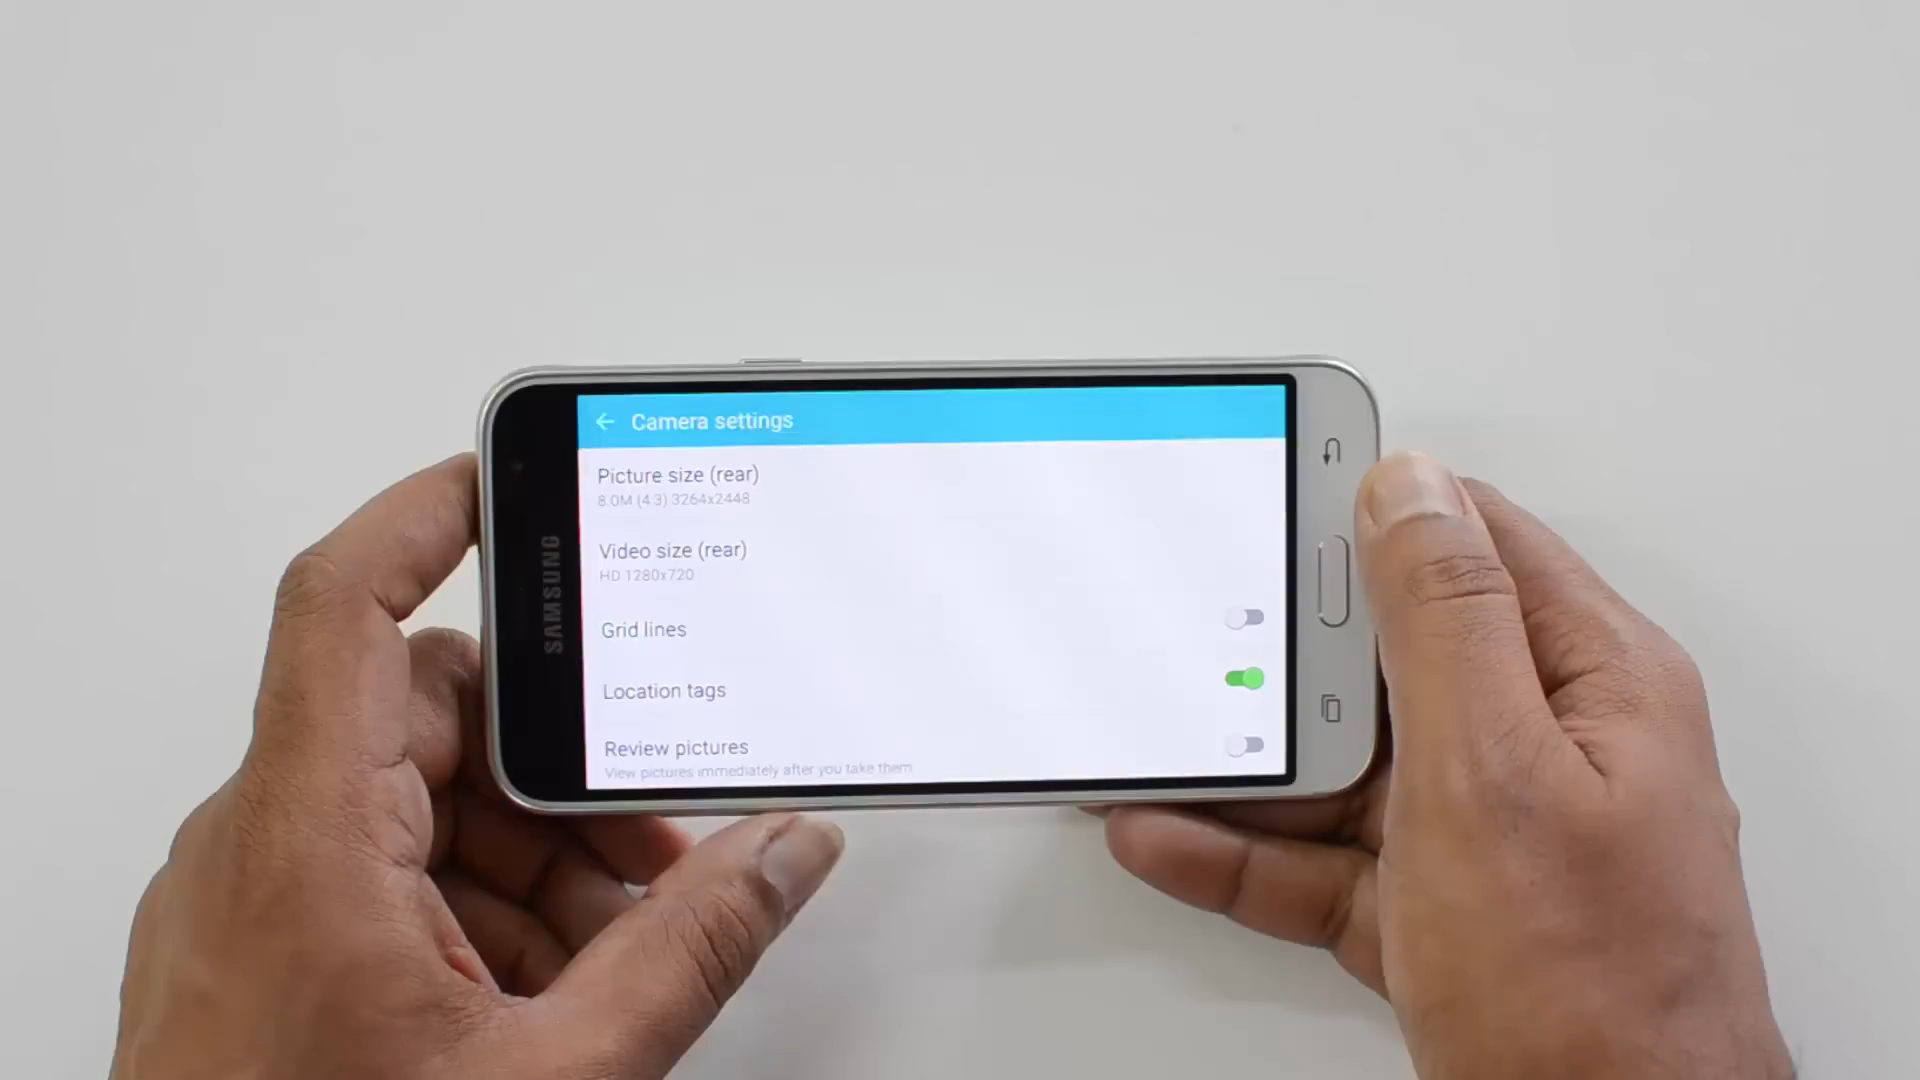 SAMSUNG
Camera settings
Picture size (rear)
8.0M (4:3) 3264x2448
Video size (rear)
HD 1280x720
Grid lines
Location tags
Review pictures
View pictures immediately after you take them